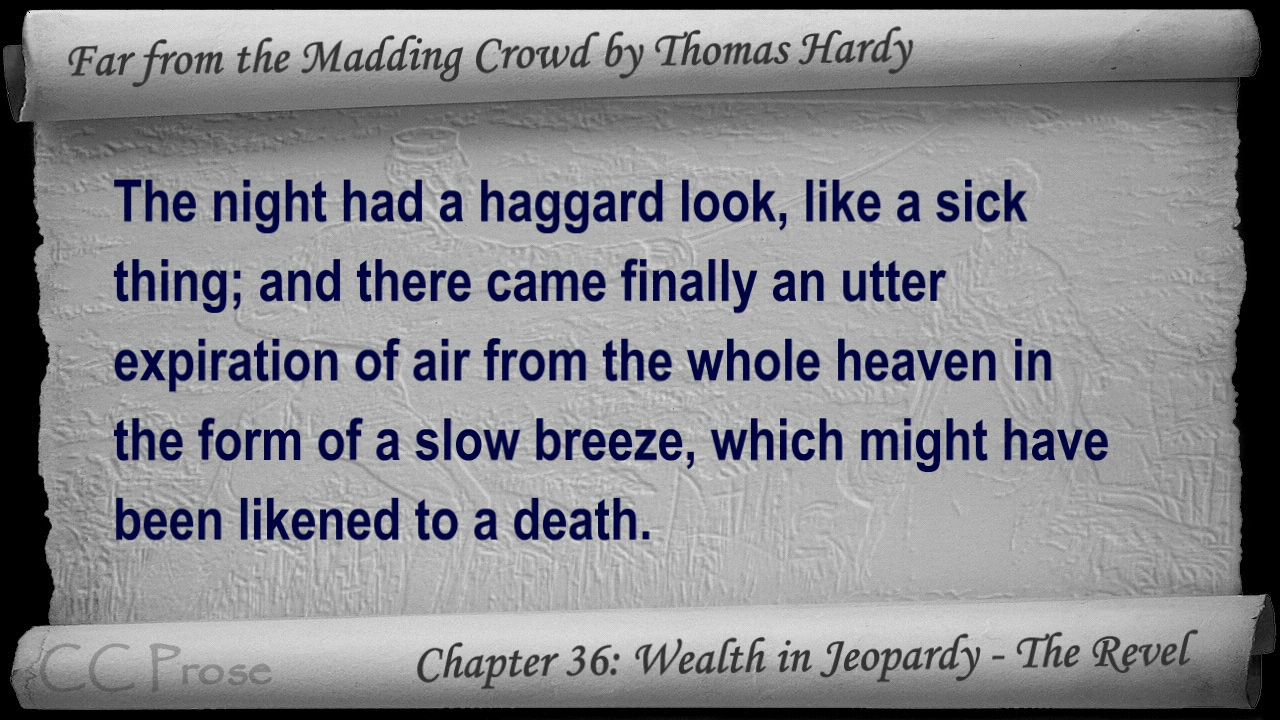 Far from the Madding Crowd by Thomas Hardy
The night had a haggard look, like a sick
thing; and there came finally an utter
expiration of air from the whole heaven in
the form of a slow breeze, which might have
been likened to a death.
CC Prose
Chapter 36: Wealth in Jeopardy - The Revel